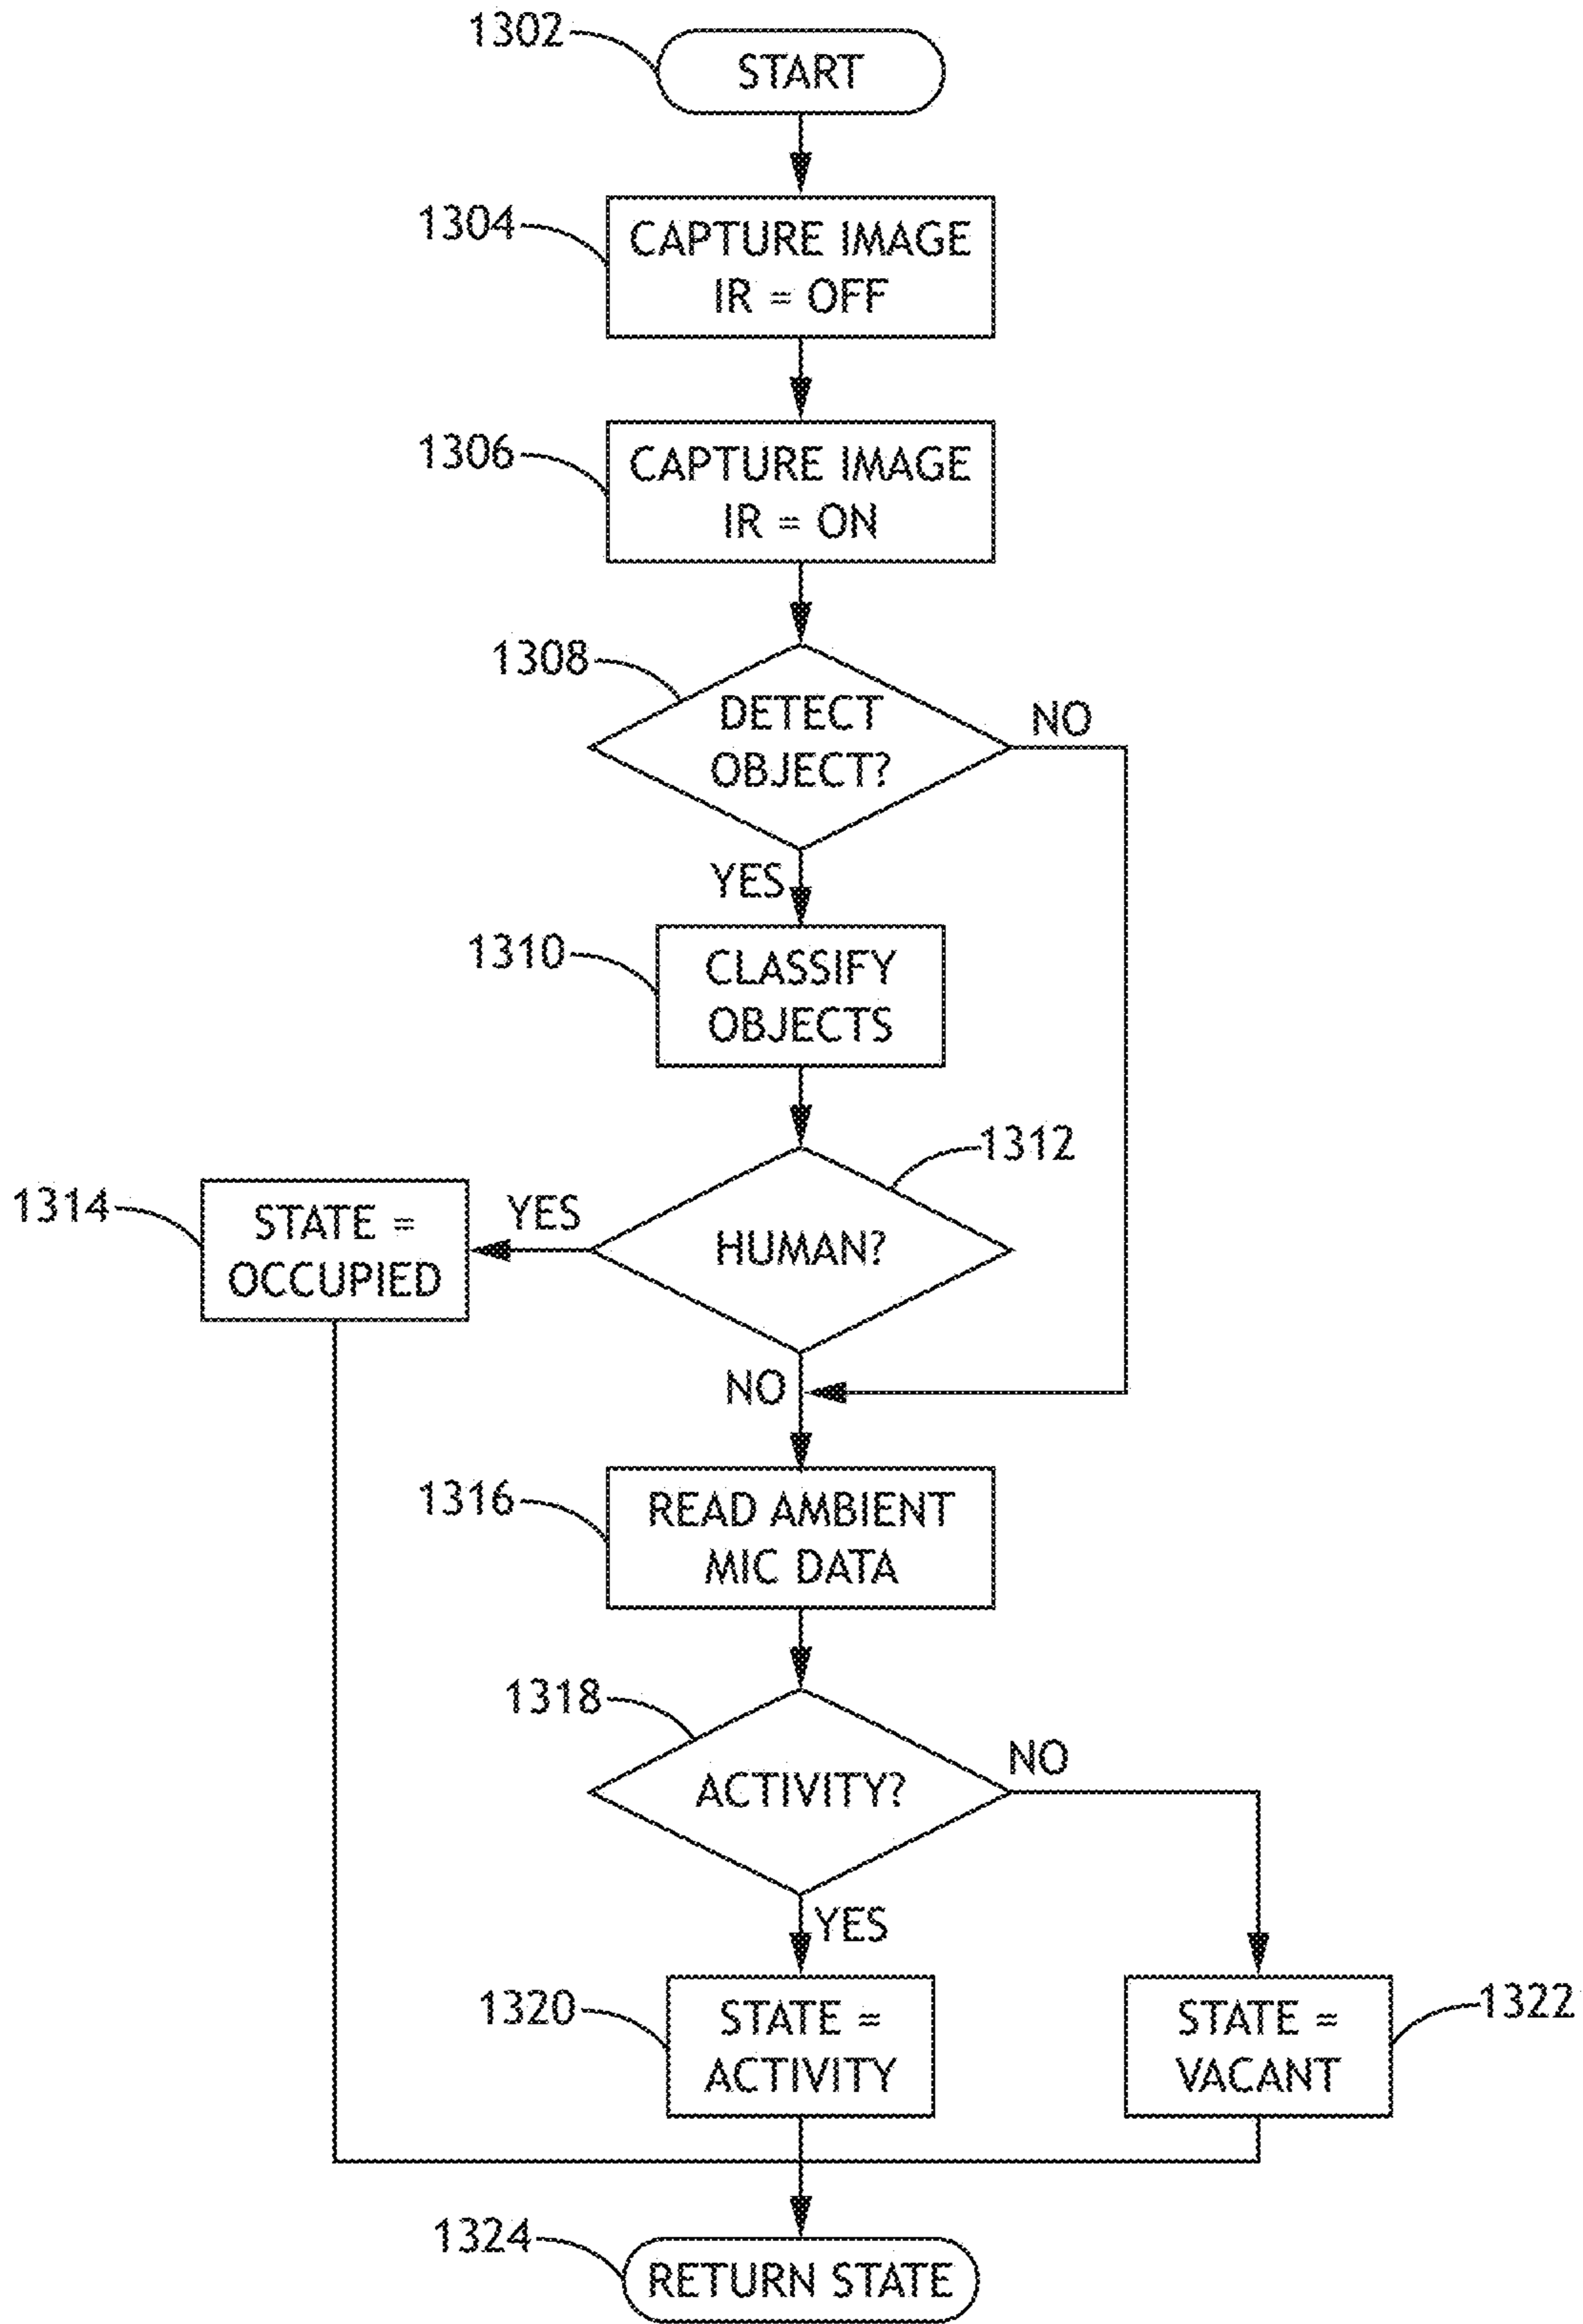 1302
START
1304
CAPTURE IMAGE
IR = OFF
1306
CAPTURE IMAGE
IR = ON
1308
DETECT
OBJECT?
NO
YES
1310
CLASSIFY
OBJECTS
1312
HUMAN?
YES
1314
STATE =
OCCUPIED
NO
1316
READ AMBIENT
MIC DATA
1318
ACTIVITY?
NO
YES
1320
STATE =
ACTIVITY
STATE =
VACANT
1322
1324
RETURN STATE